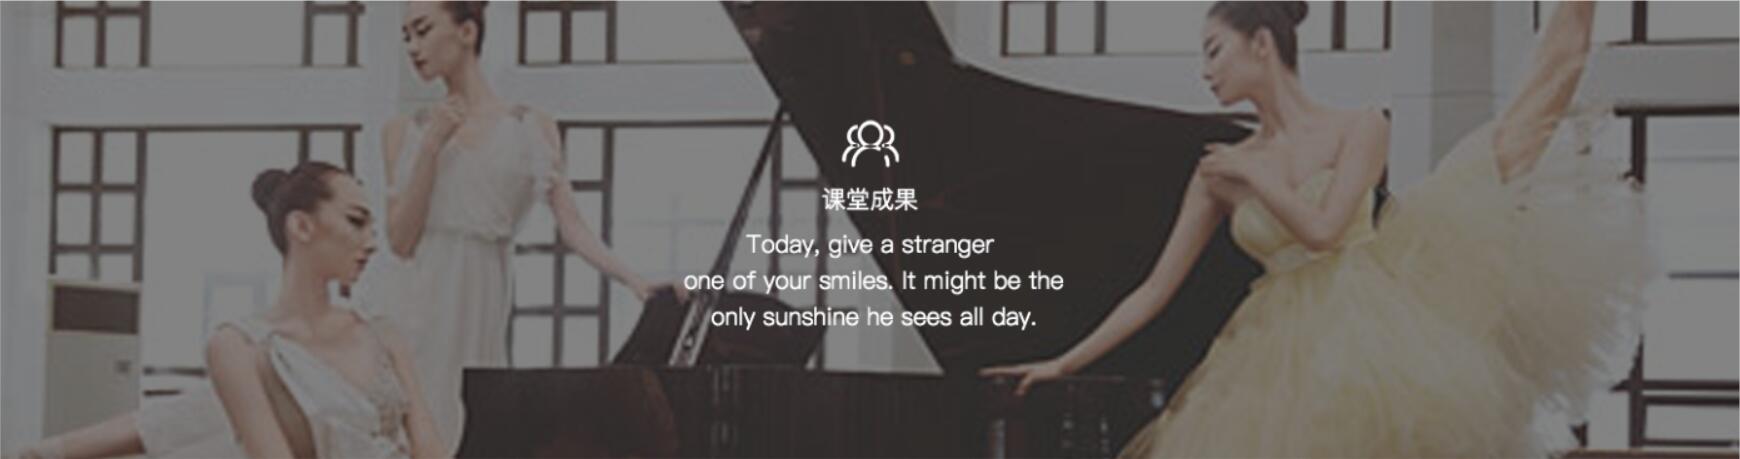 课堂成果
Today, give a stranger
one of your smiles. It might be the
only sunshine he sees all day.